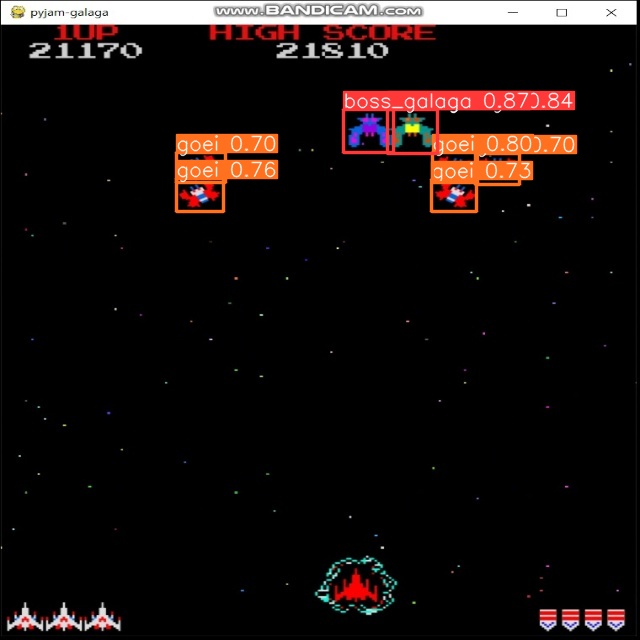 pyjam-galaga
www.BANDICAM.com
1UP
HIGH SCORE
21170
21810
boss_galaga 0.87
0.84
goei 0.70
goei 0.80
0.70
goei 0.76
goei 0.73